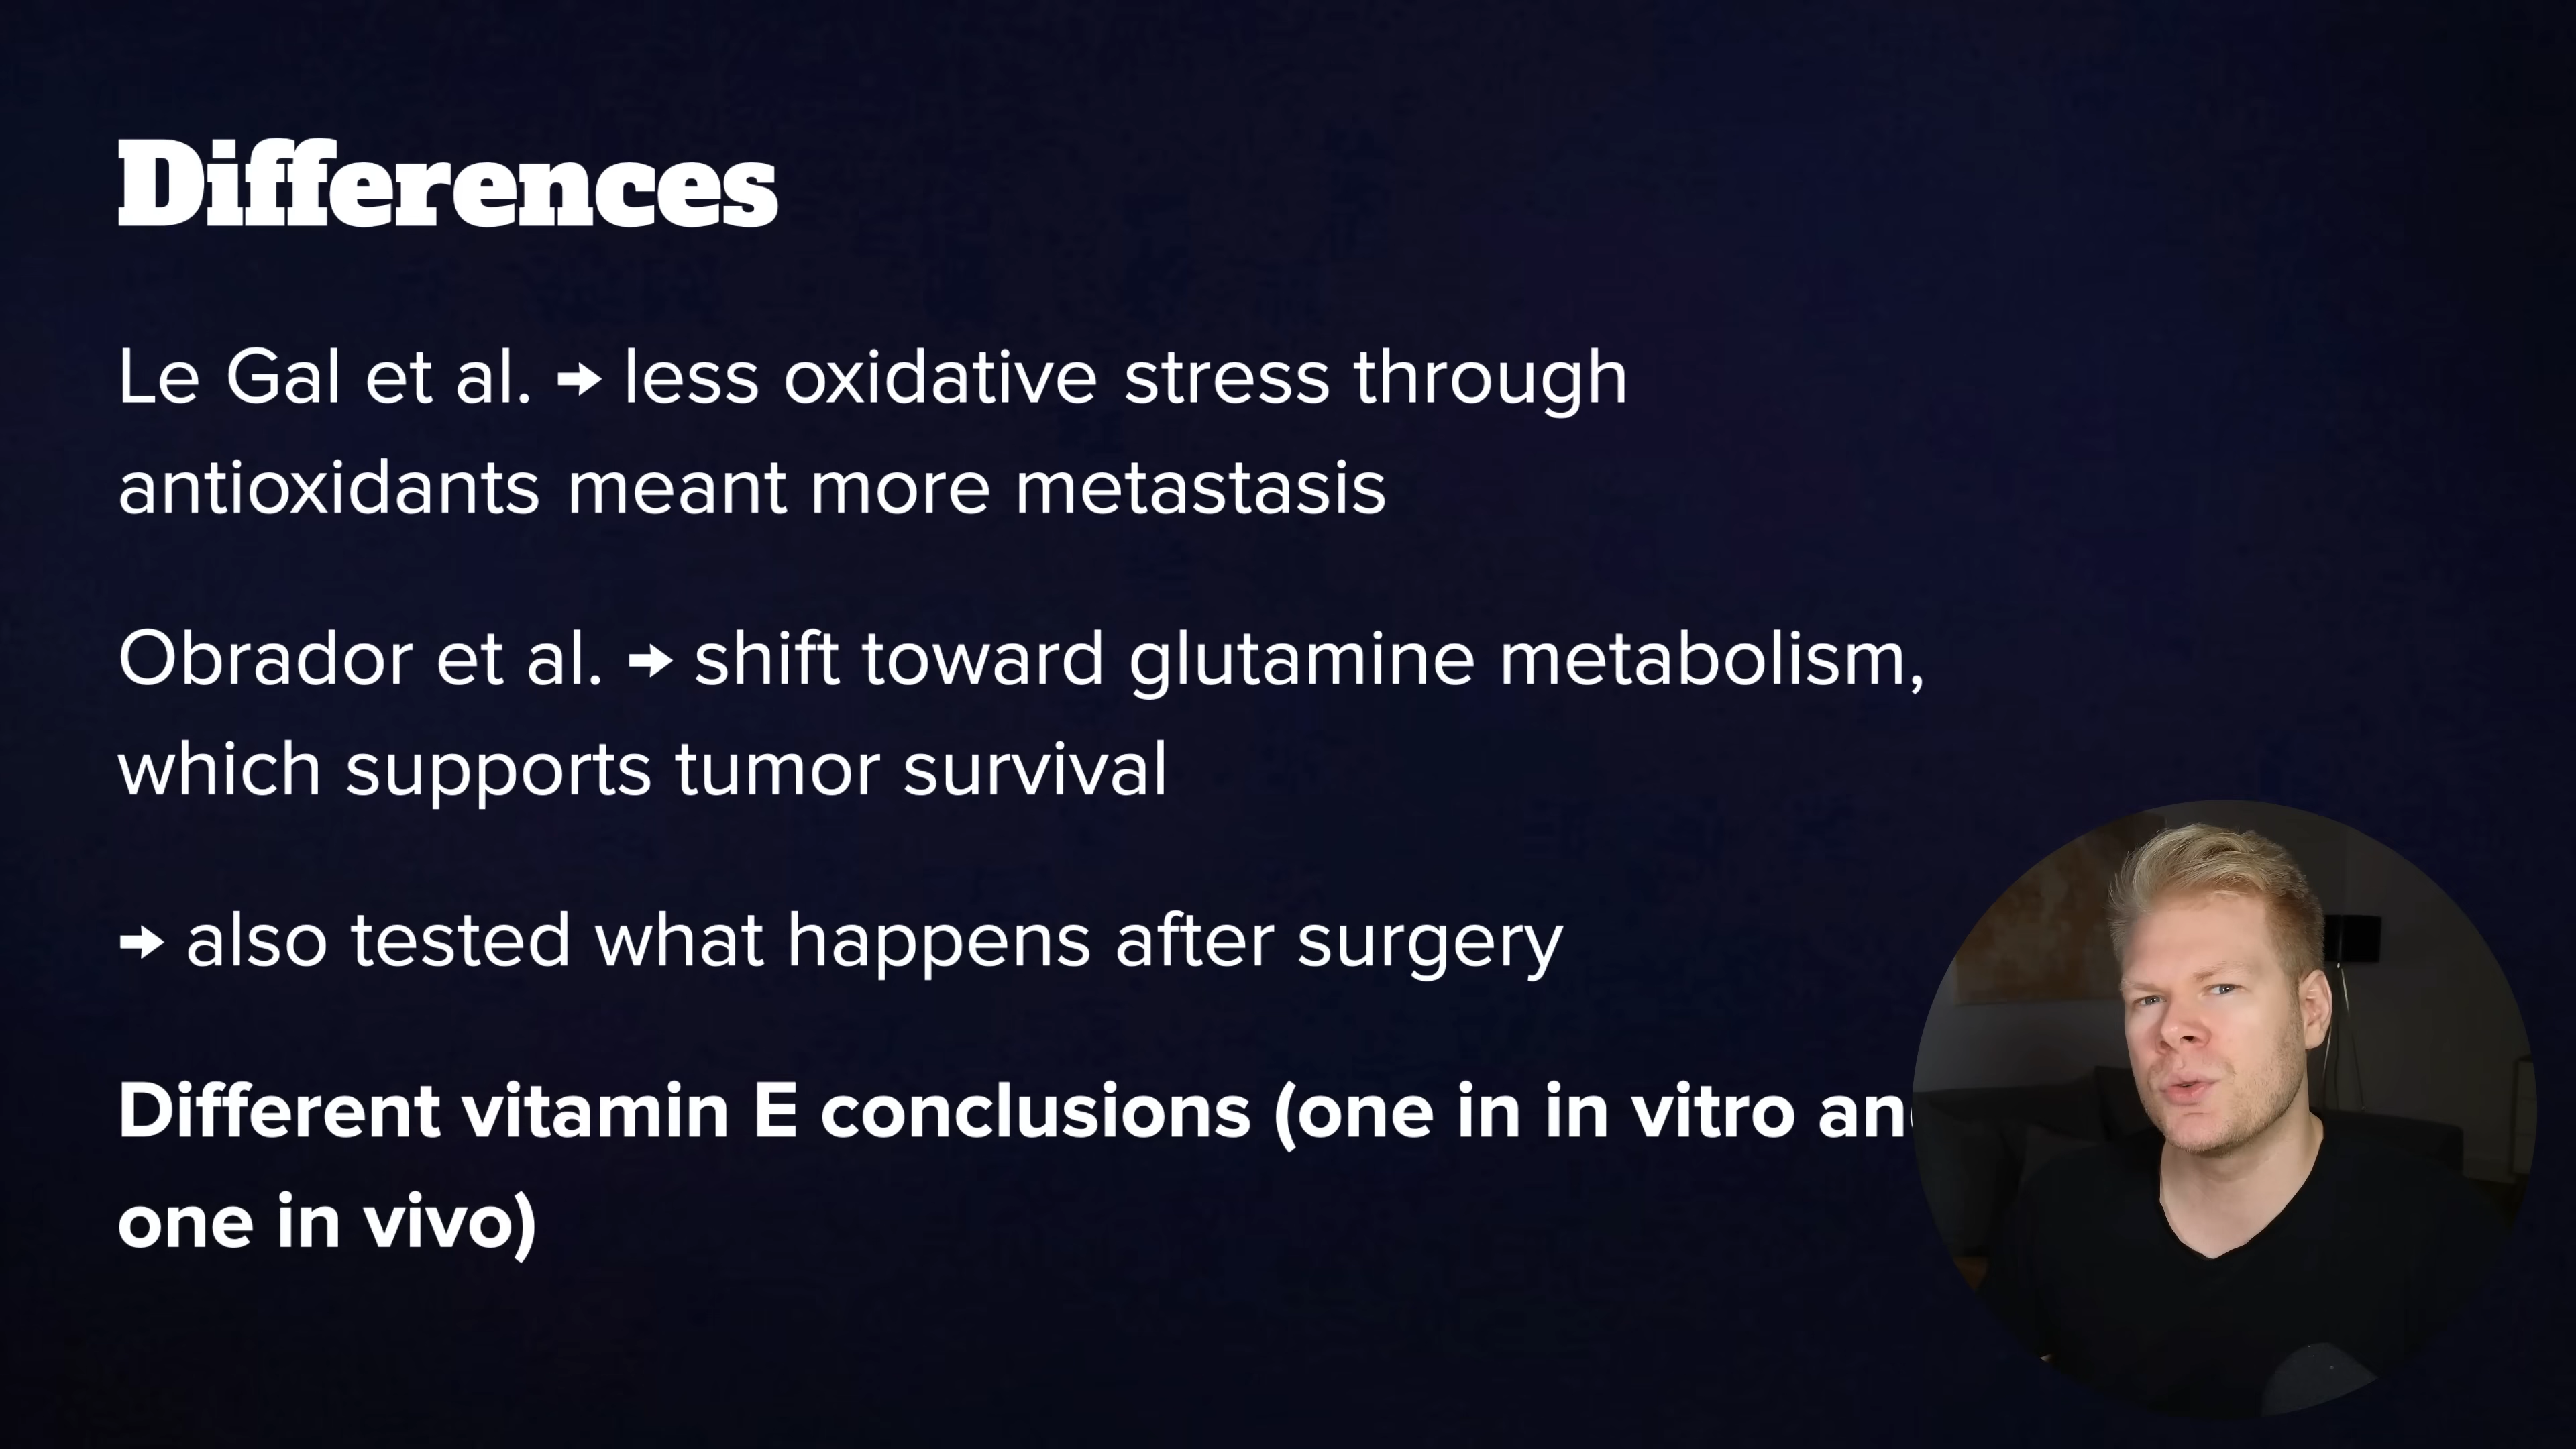 Differences
Le Gal et al. → less oxidative stress through
antioxidants meant more metastasis
Obrador et al. → shift toward glutamine metabolism,
which supports tumor survival
→ also tested what happens after surgery
Different vitamin E conclusions (one in in vitro an
one in vivo)